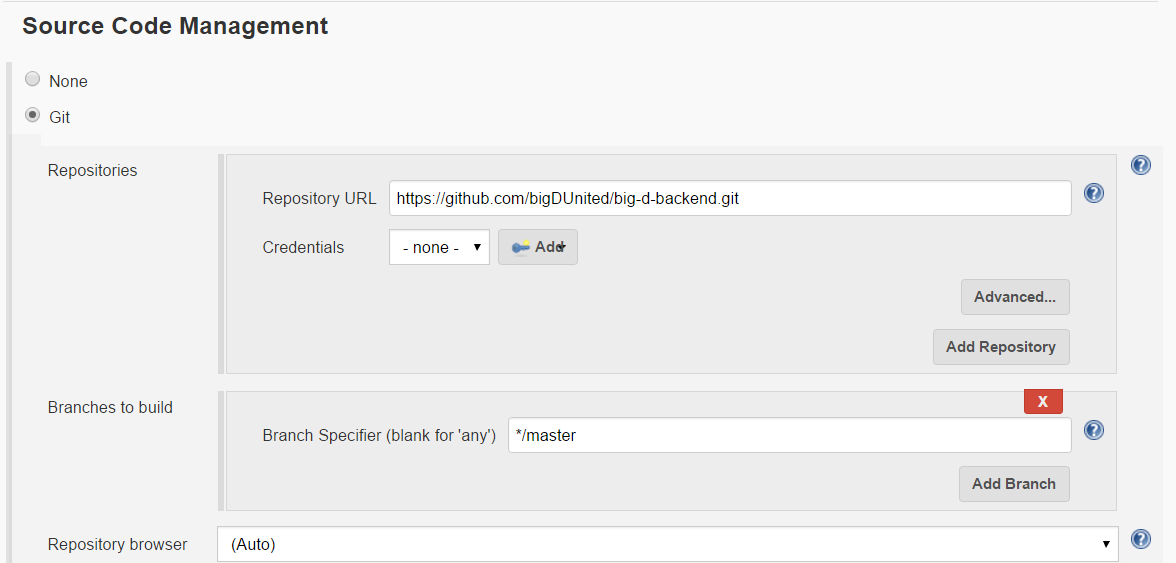 Source Code Management
None
Git
Repositories
Repository URL https://github.com/bigDUnited/big-d-backend.git
Credentials - none - Add
Advanced...
Add Repository
Branches to build
X
Branch Specifier (blank for 'any') */master
Add Branch
Repository browser (Auto)